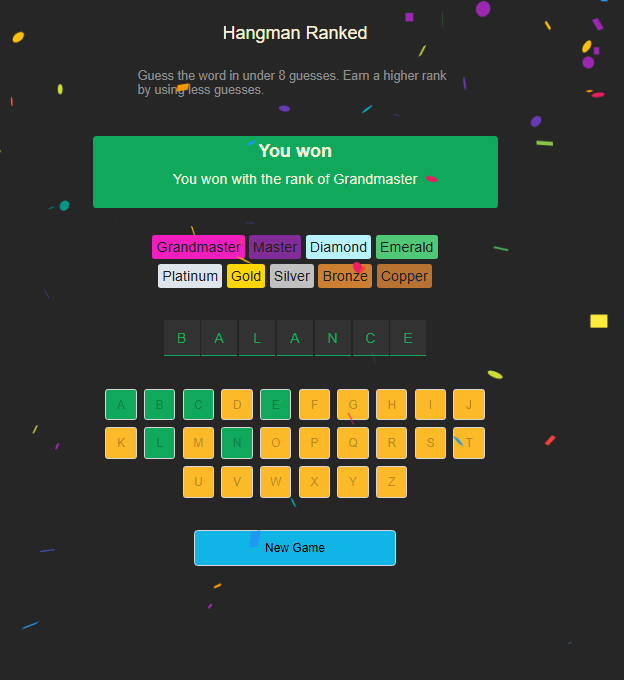 Hangman Ranked
Guess the word in under 8 guesses. Earn a higher rank
by using less guesses.
You won
You won with the rank of Grandmaster
Grandmaster Master Diamond Emerald
Platinum Gold Silver Bronze Copper
B A L A N C E
A B C D E F G H I J
K L M N O P Q R S T
U V W X Y Z
New Game